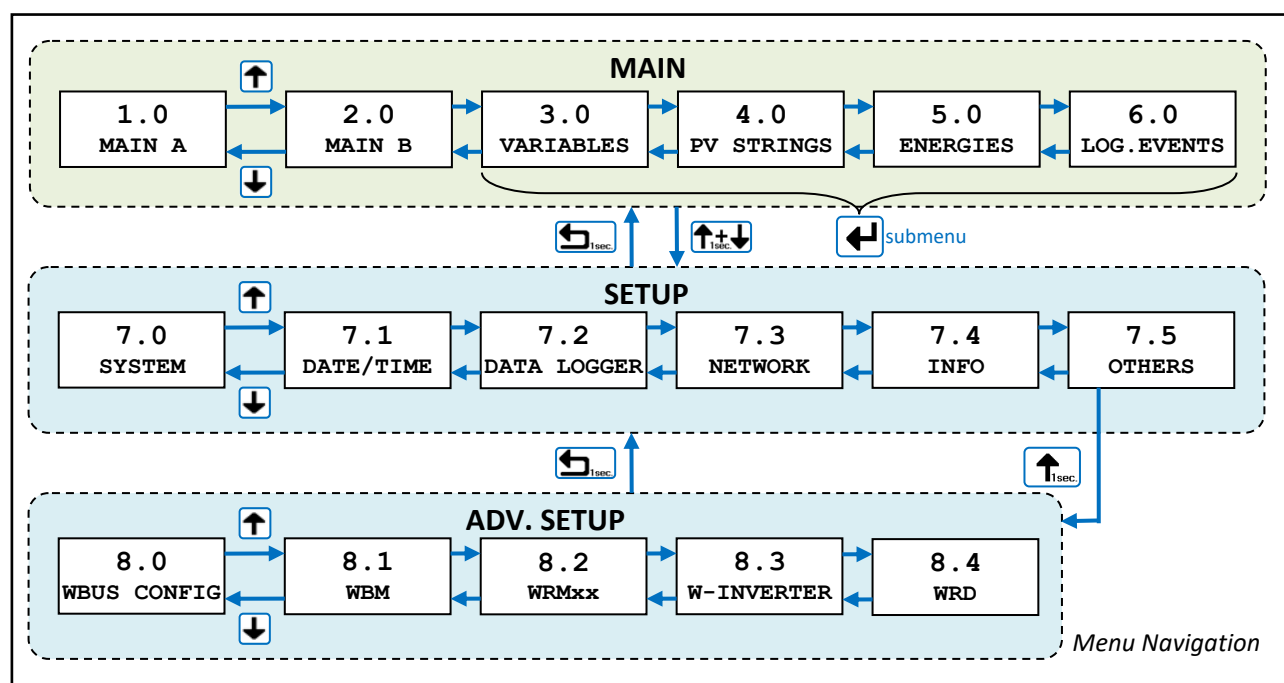 MAIN
1.0
MAIN A
2.0
MAIN B
3.0
VARIABLES
4.0
PV STRINGS
5.0
ENERGIES
6.0
LOG.EVENTS
1sec.
+
1sec.
submenu
SETUP
7.0
SYSTEM
7.1
DATE/TIME
7.2
DATA LOGGER
7.3
NETWORK
7.4
INFO
7.5
OTHERS
1sec.
1sec.
ADV. SETUP
8.0
WBUS CONFIG
8.1
WBM
8.2
WRMxx
8.3
W-INVERTER
8.4
WRD
Menu Navigation